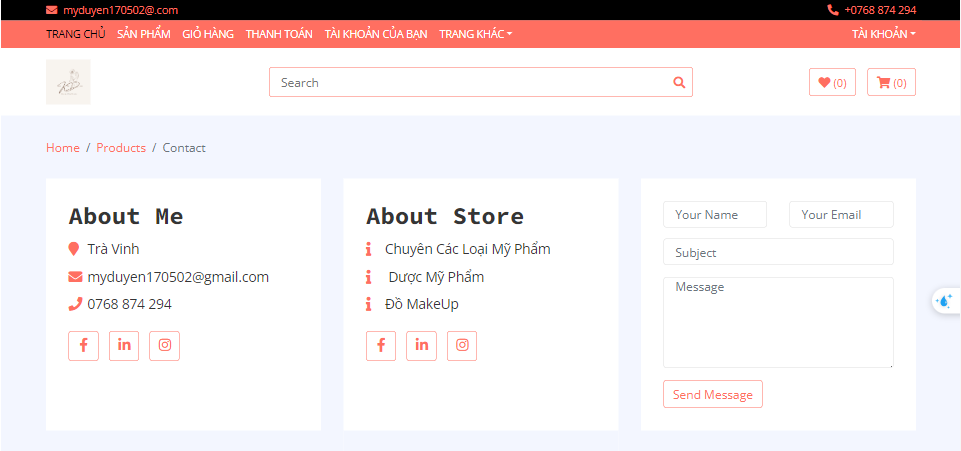 myduyen170502@.com +0768 874 294
TRANG CHỦ SẢN PHẨM GIỎ HÀNG THANH TOÁN TÀI KHOẢN CỦA BẠN TRANG KHÁC TÀI KHOẢN
Search (0) (0)
Home / Products / Contact
About Me
Trà Vinh
myduyen170502@gmail.com
0768 874 294
About Store
Chuyên Các Loại Mỹ Phẩm
Dược Mỹ Phẩm
Đồ MakeUp
Your Name Your Email
Subject
Message
Send Message